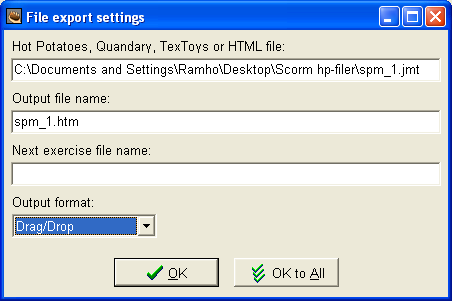 File export settings
Hot Potatoes, Quandary, TexToys or HTML file:
C:\Documents and Settings\Ramho\Desktop\Scorm hp-filer\spm_1.jmt
Output file name:
spm_1.htm
Next exercise file name:
Output format:
Drag/Drop
OK
OK to All